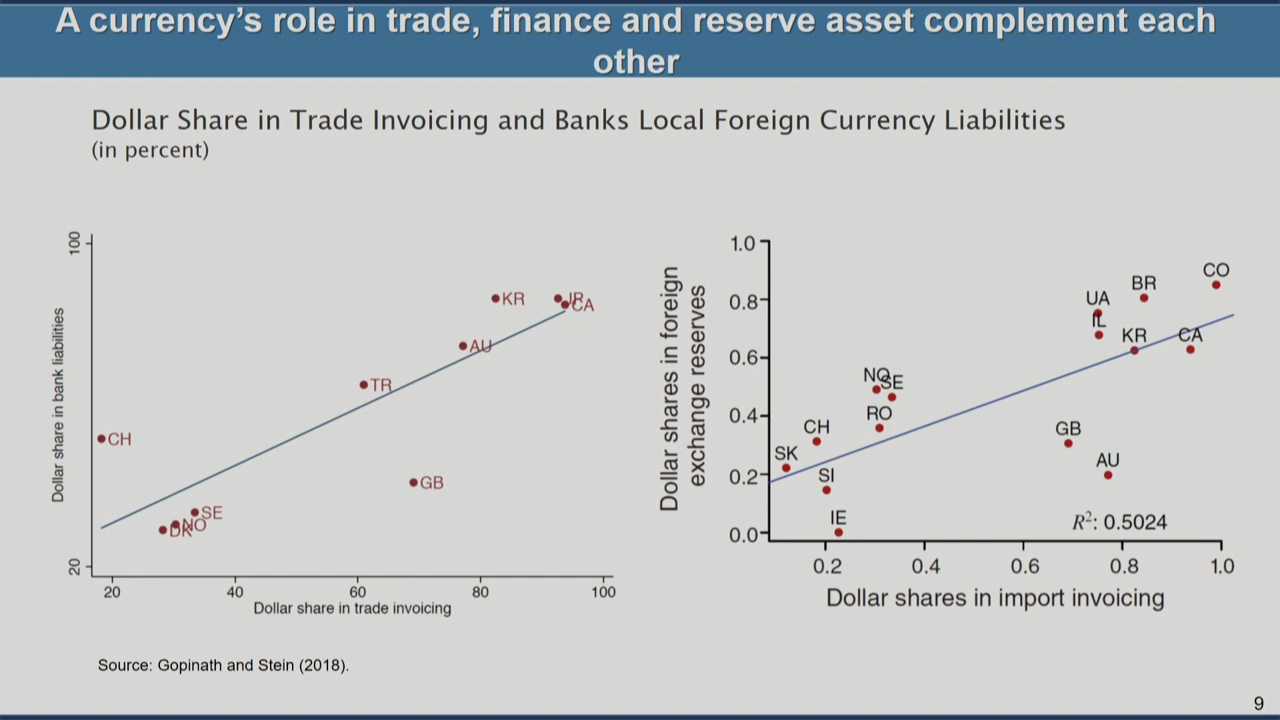 A currency's role in trade, finance and reserve asset complement each
other
Dollar Share in Trade Invoicing and Banks Local Foreign Currency Liabilities
(in percent)
Dollar share in bank liabilities
100
20
KR
JP
CA
AU
TR
CH
GB
SE
NO
DK
20
40
60
80
100
Dollar share in trade invoicing
Dollar shares in foreign
exchange reserves
1.0
0.8
0.6
0.4
0.2
0.0
CO
BR
UA
IL
KR
CA
NO
SE
RO
CH
GB
SK
AU
SI
IE
R²: 0.5024
0.2
0.4
0.6
0.8
1.0
Dollar shares in import invoicing
Source: Gopinath and Stein (2018).
9